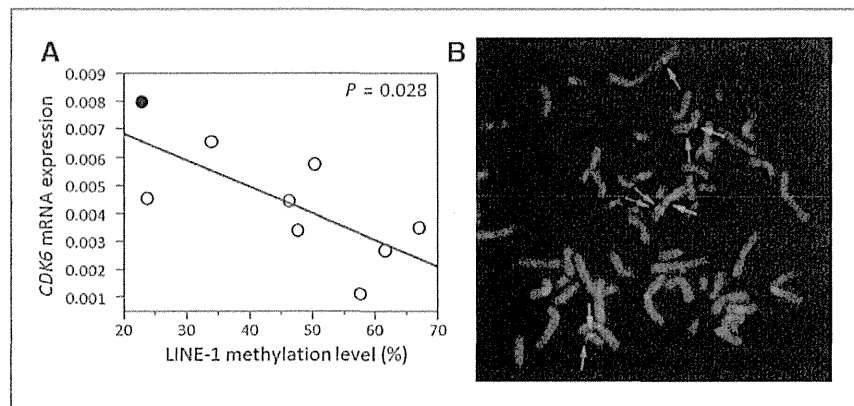 A
B
CDK6 mRNA expression
0.009
0.008
0.007
0.006
0.005
0.004
0.003
0.002
0.001
P = 0.028
20 30 40 50 60 70
LINE-1 methylation level (%)